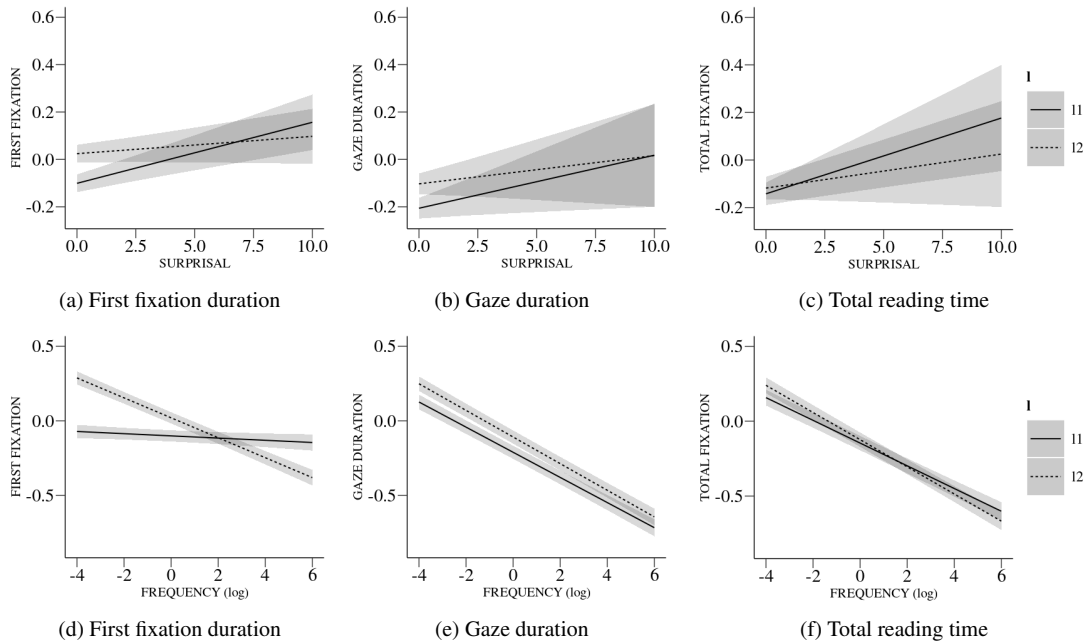 0.6
0.4
0.2
0.0
-0.2
FIRST FIXATION
0.0 2.5 5.0 7.5 10.0
SURPRISAL
(a) First fixation duration
0.6
0.4
0.2
0.0
-0.2
GAZE DURATION
0.0 2.5 5.0 7.5 10.0
SURPRISAL
(b) Gaze duration
0.6
0.4
0.2
0.0
-0.2
TOTAL FIXATION
0.0 2.5 5.0 7.5 10.0
SURPRISAL
(c) Total reading time
l
l1
l2
0.5
0.0
-0.5
FIRST FIXATION
-4 -2 0 2 4 6
FREQUENCY (log)
(d) First fixation duration
0.5
0.0
-0.5
GAZE DURATION
-4 -2 0 2 4 6
FREQUENCY (log)
(e) Gaze duration
0.5
0.0
-0.5
TOTAL FIXATION
-4 -2 0 2 4 6
FREQUENCY (log)
(f) Total reading time
l
l1
l2